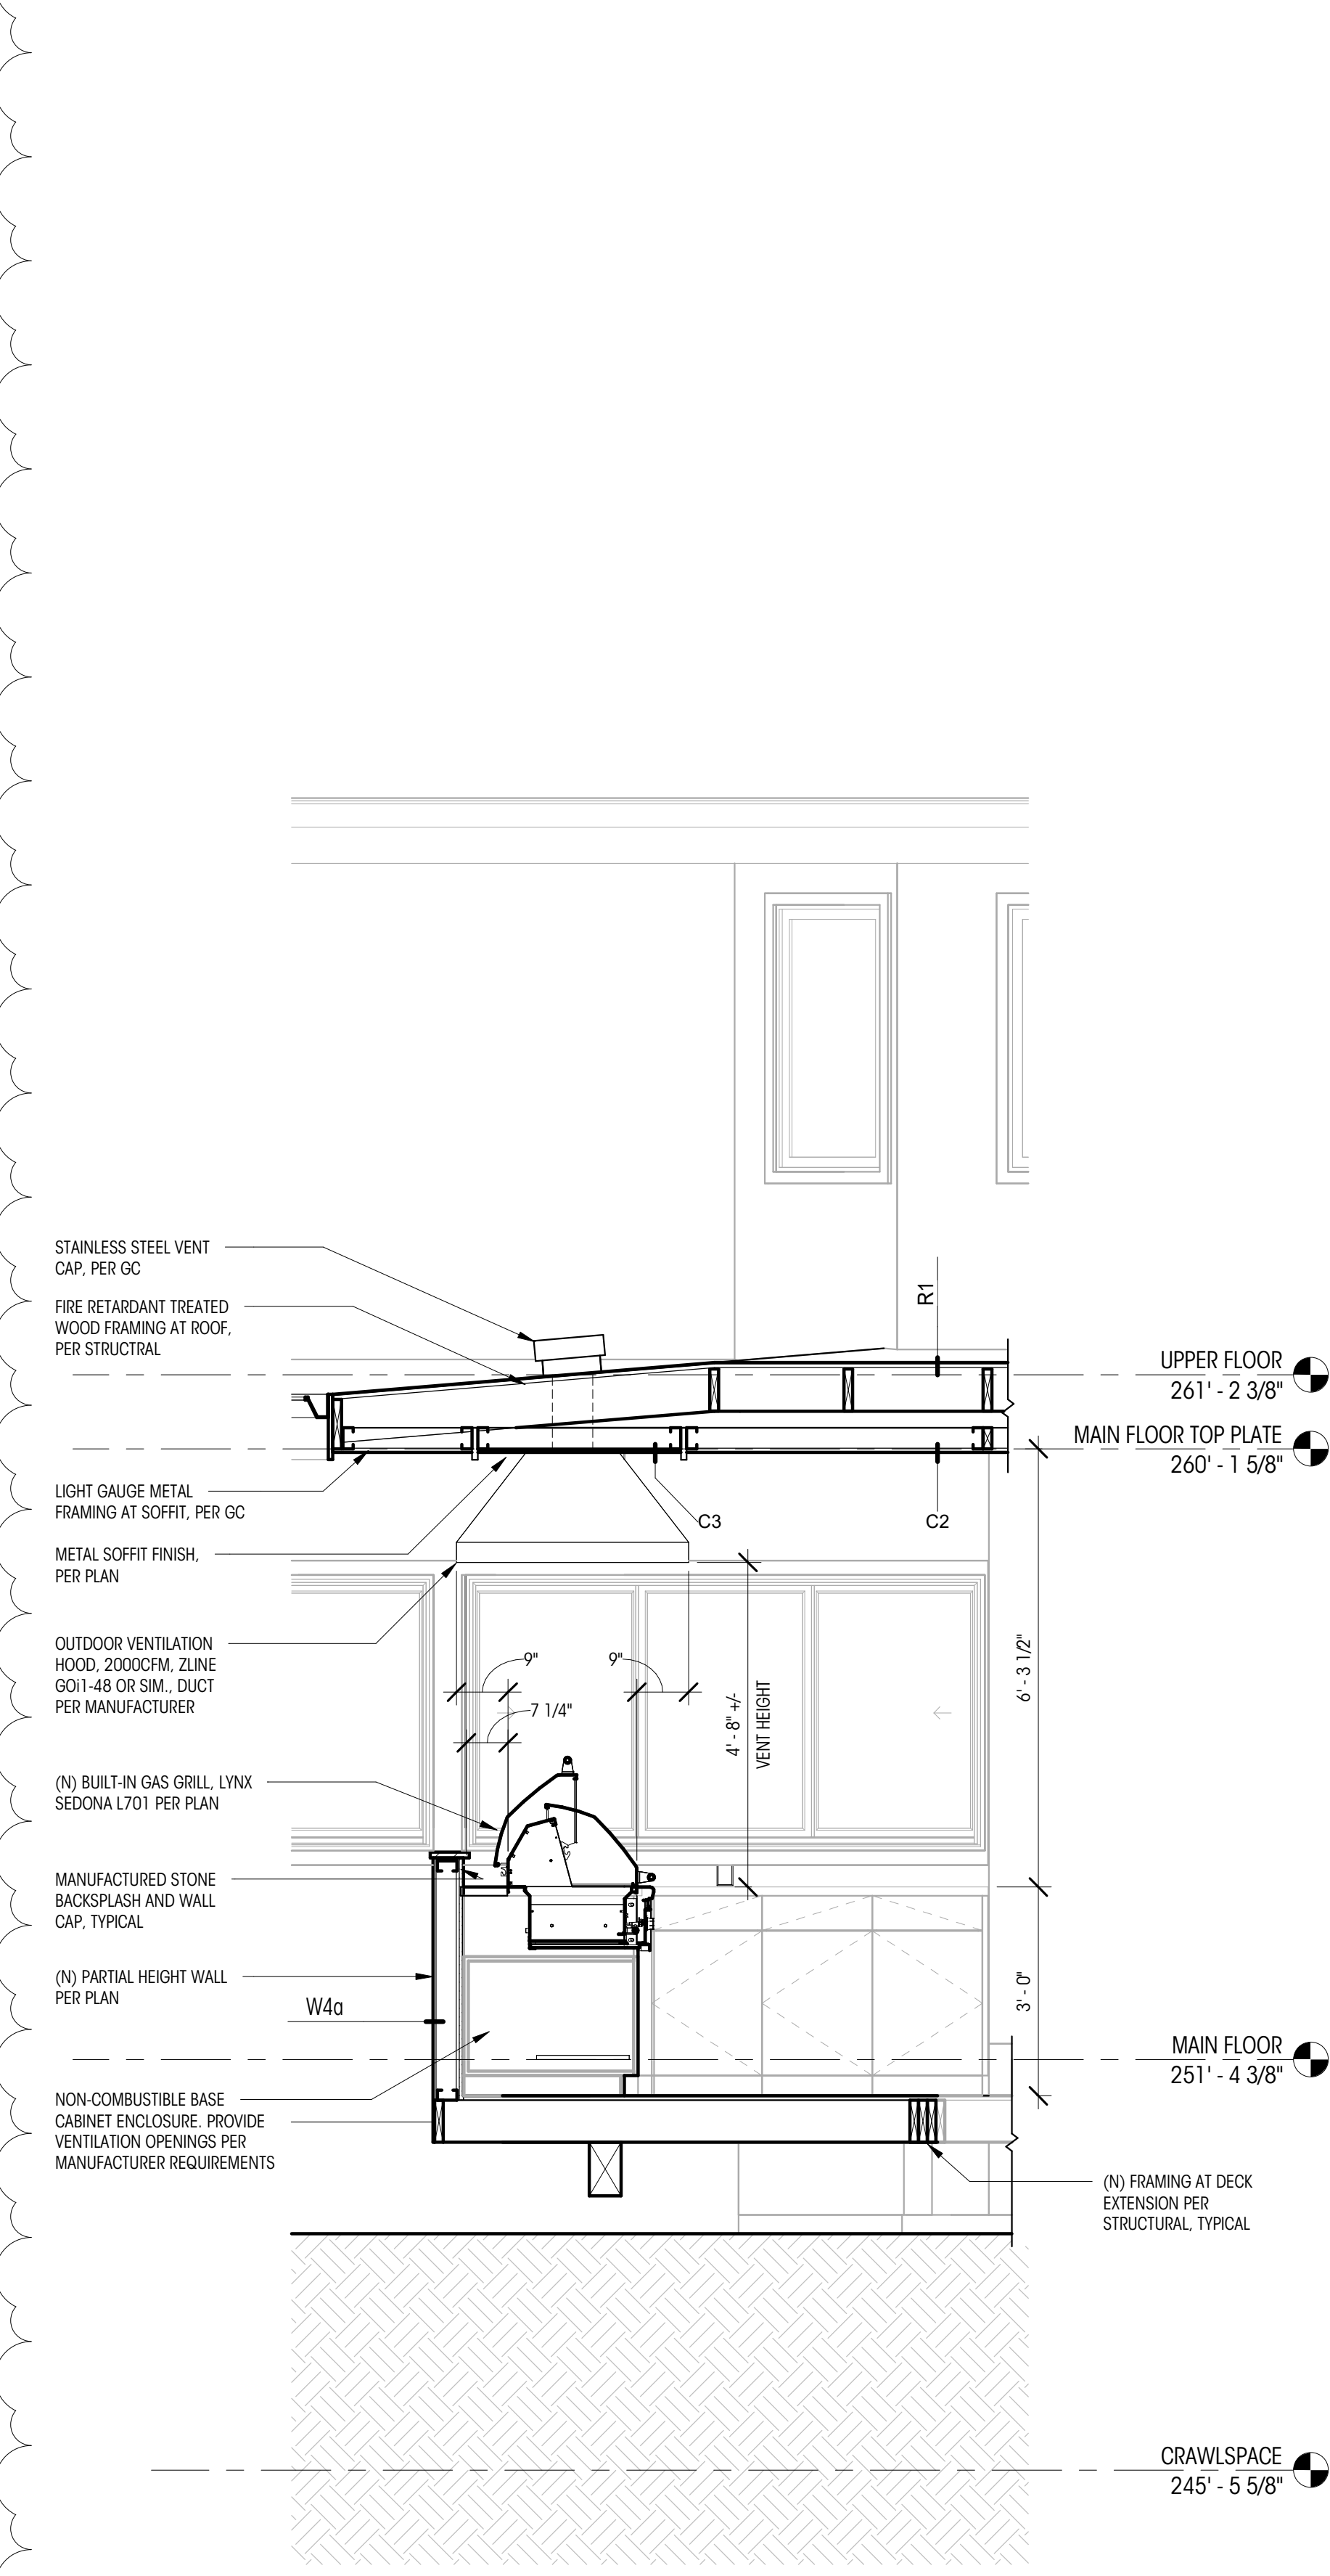 STAINLESS STEEL VENT
CAP, PER GC
FIRE RETARDANT TREATED
WOOD FRAMING AT ROOF,
PER STRUCTRAL
R1
UPPER FLOOR
261' - 2 3/8"
MAIN FLOOR TOP PLATE
260' - 1 5/8"
LIGHT GAUGE METAL
FRAMING AT SOFFIT, PER GC
C3
C2
METAL SOFFIT FINISH,
PER PLAN
OUTDOOR VENTILATION
HOOD, 2000CFM, ZLINE
GOi1-48 OR SIM., DUCT
PER MANUFACTURER
9"
9"
7 1/4"
4' - 8" +/-
VENT HEIGHT
6' - 3 1/2"
(N) BUILT-IN GAS GRILL, LYNX
SEDONA L701 PER PLAN
MANUFACTURED STONE
BACKSPLASH AND WALL
CAP, TYPICAL
(N) PARTIAL HEIGHT WALL
PER PLAN
W4a
3' - 0"
MAIN FLOOR
251' - 4 3/8"
NON-COMBUSTIBLE BASE
CABINET ENCLOSURE. PROVIDE
VENTILATION OPENINGS PER
MANUFACTURER REQUIREMENTS
(N) FRAMING AT DECK
EXTENSION PER
STRUCTURAL, TYPICAL
CRAWLSPACE
245' - 5 5/8"